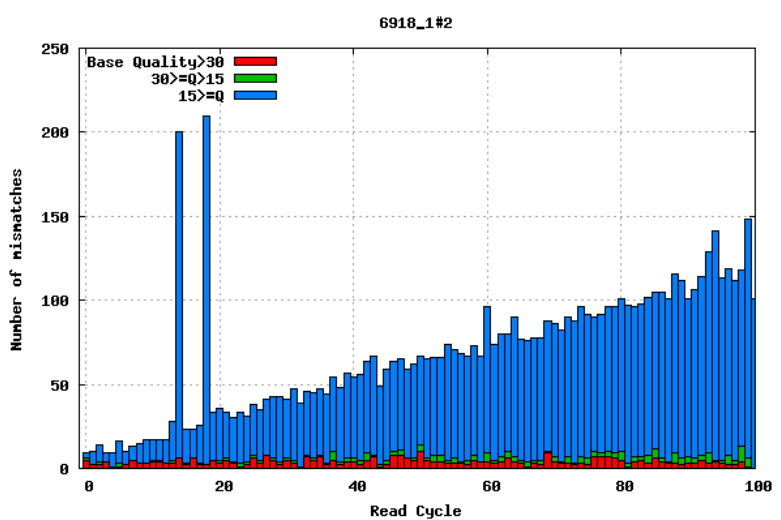 6918_1#2
250
200
150
100
50
0
Number of mismatches
Base Quality>30
30>=Q>15
15>=Q
0 20 40 60 80 100
Read Cycle